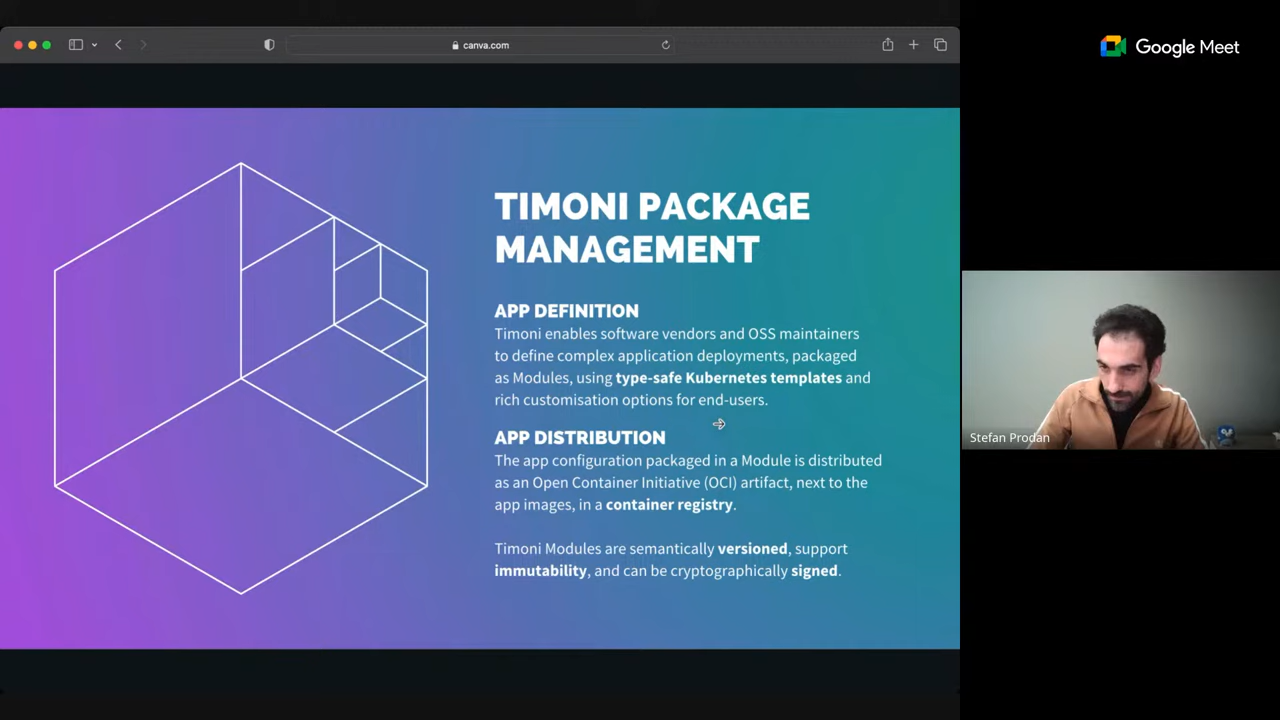 canva.com
Google Meet
TIMONI PACKAGE
MANAGEMENT
APP DEFINITION
Timoni enables software vendors and OSS maintainers
to define complex application deployments, packaged
as Modules, using type-safe Kubernetes templates and
rich customisation options for end-users.
APP DISTRIBUTION
The app configuration packaged in a Module is distributed
as an Open Container Initiative (OCI) artifact, next to the
app images, in a container registry.
Timoni Modules are semantically versioned, support
immutability, and can be cryptographically signed.
Stefan Prodan